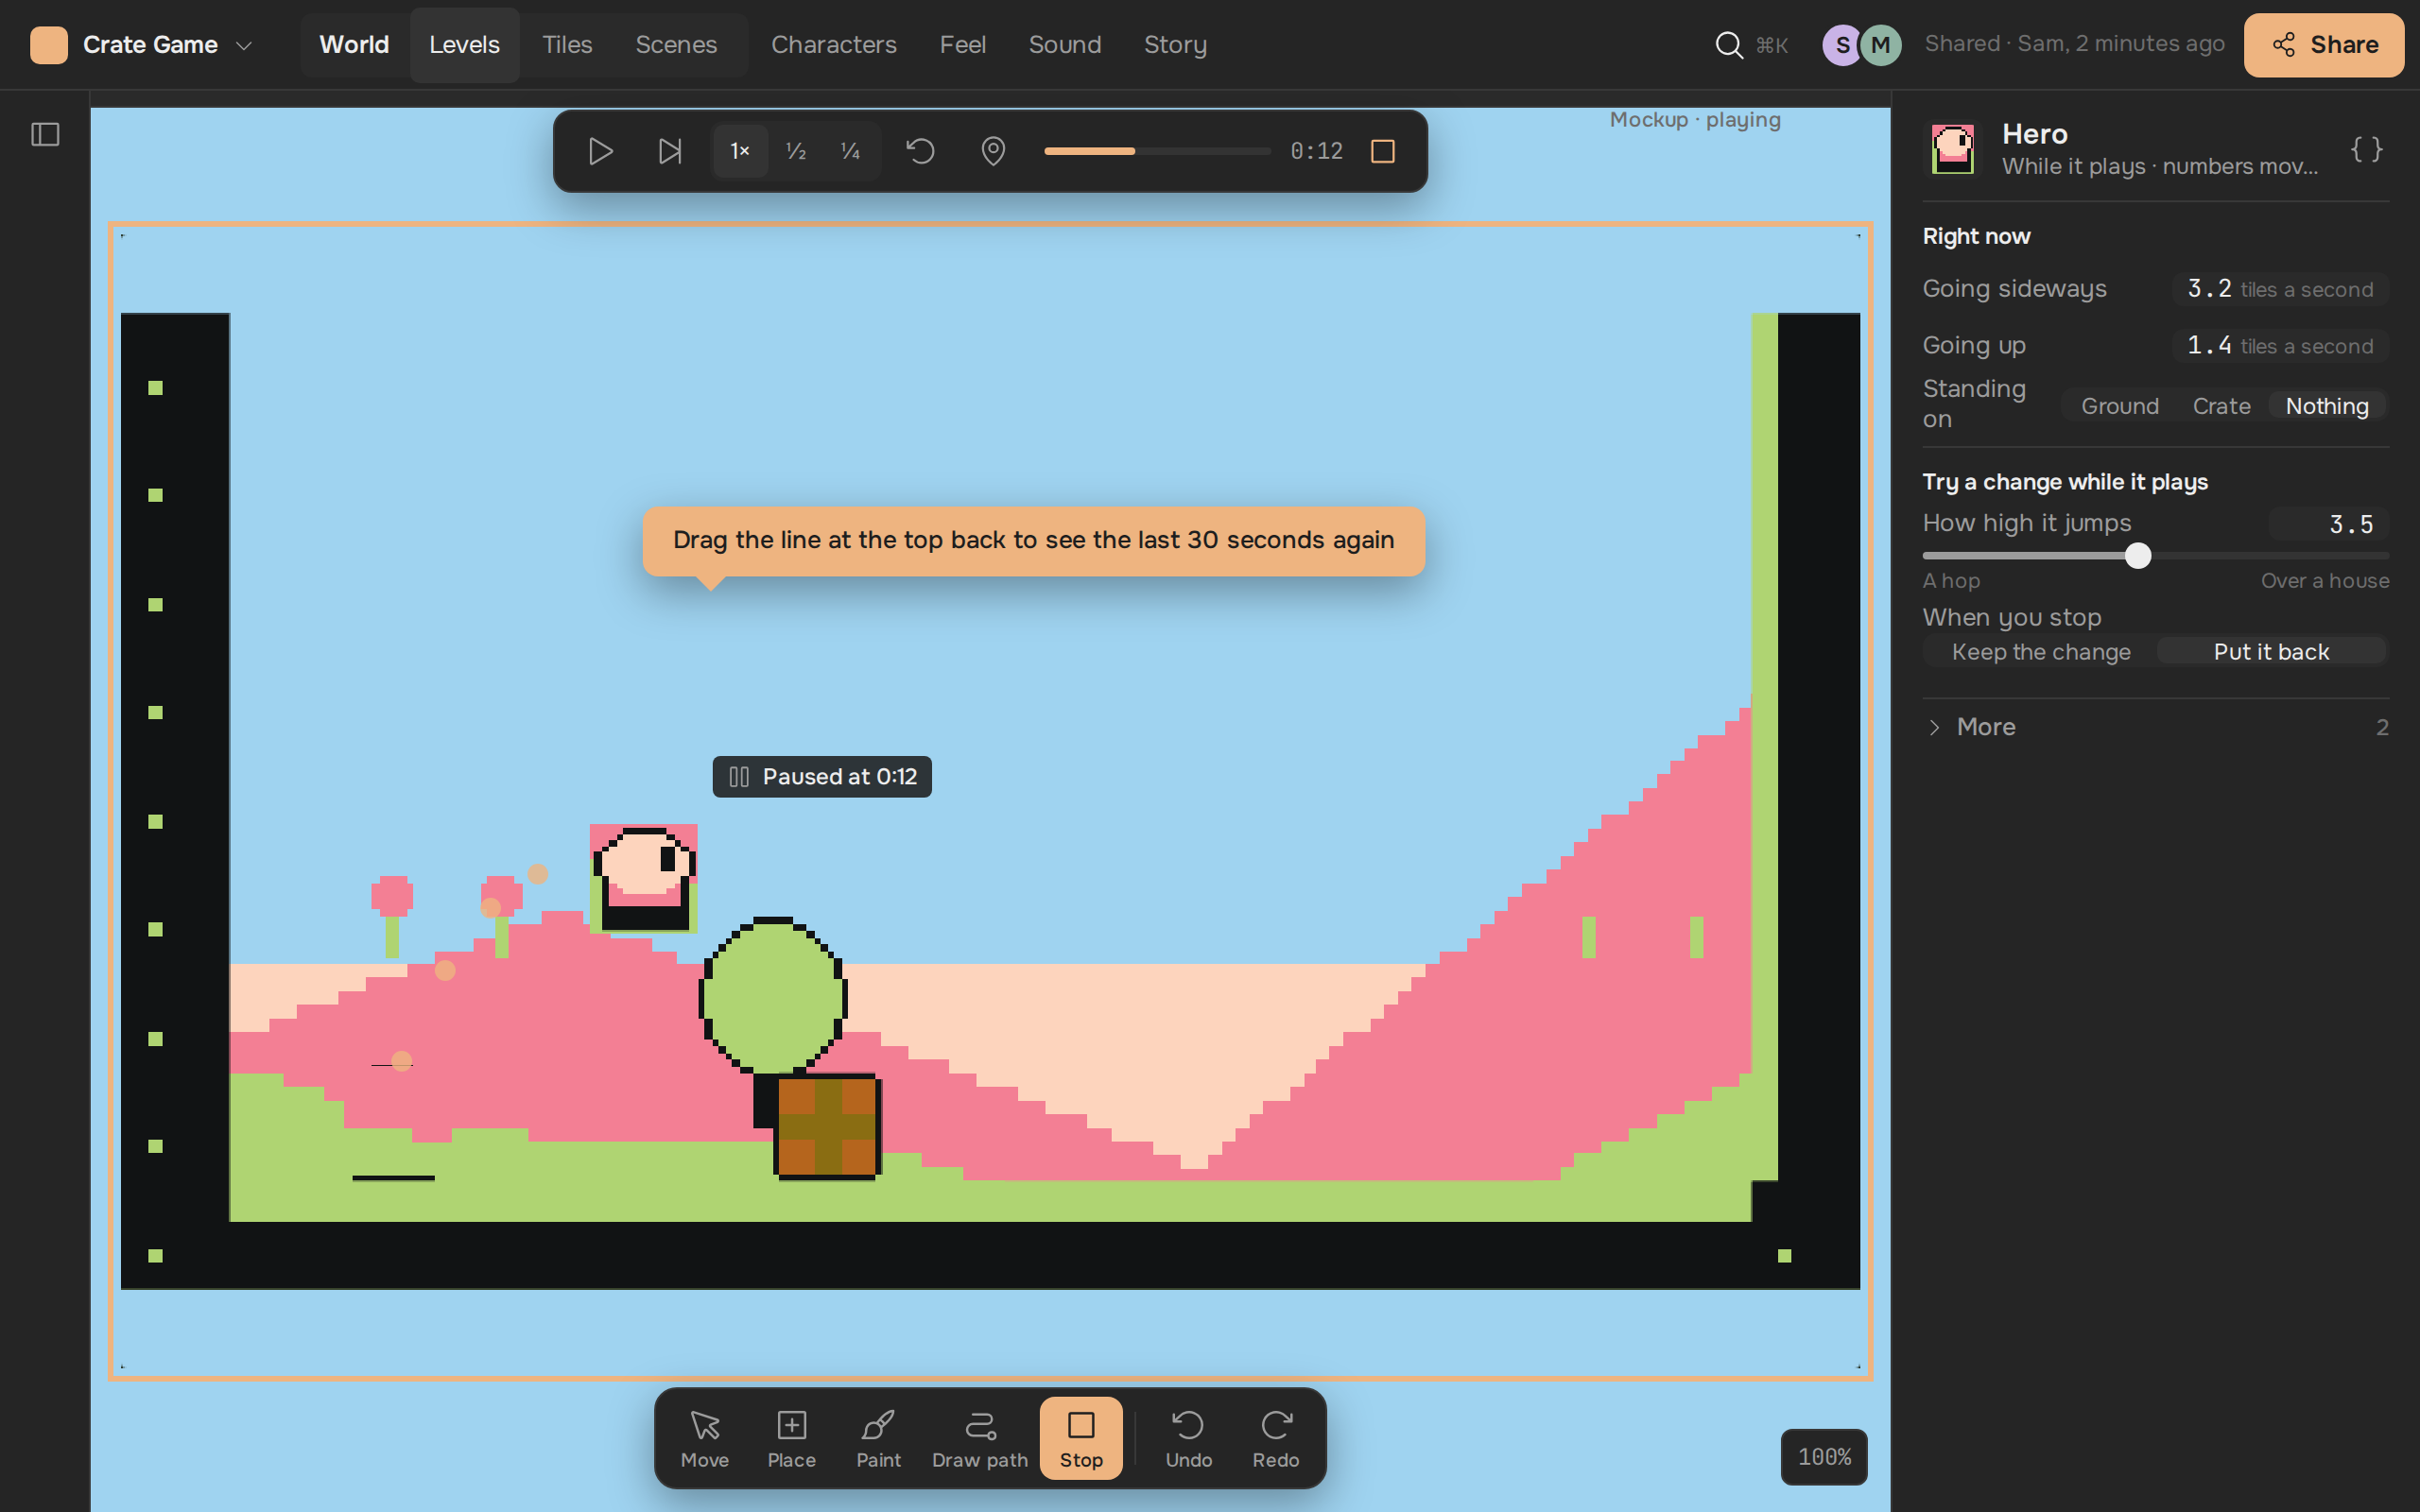 Crate Game World Levels Tiles Scenes Characters Feel Sound Story ⌘K S M Shared · Sam, 2 minutes ago Share
Mockup · playing
1× ½ ¼ 0:12
Hero
While it plays · numbers mov...
Right now
Going sideways 3.2 tiles a second
Going up 1.4 tiles a second
Standing on Ground Crate Nothing
Try a change while it plays
How high it jumps 3.5
A hop Over a house
When you stop
Keep the change Put it back
More 2
Drag the line at the top back to see the last 30 seconds again
Paused at 0:12
Move Place Paint Draw path Stop Undo Redo
100%